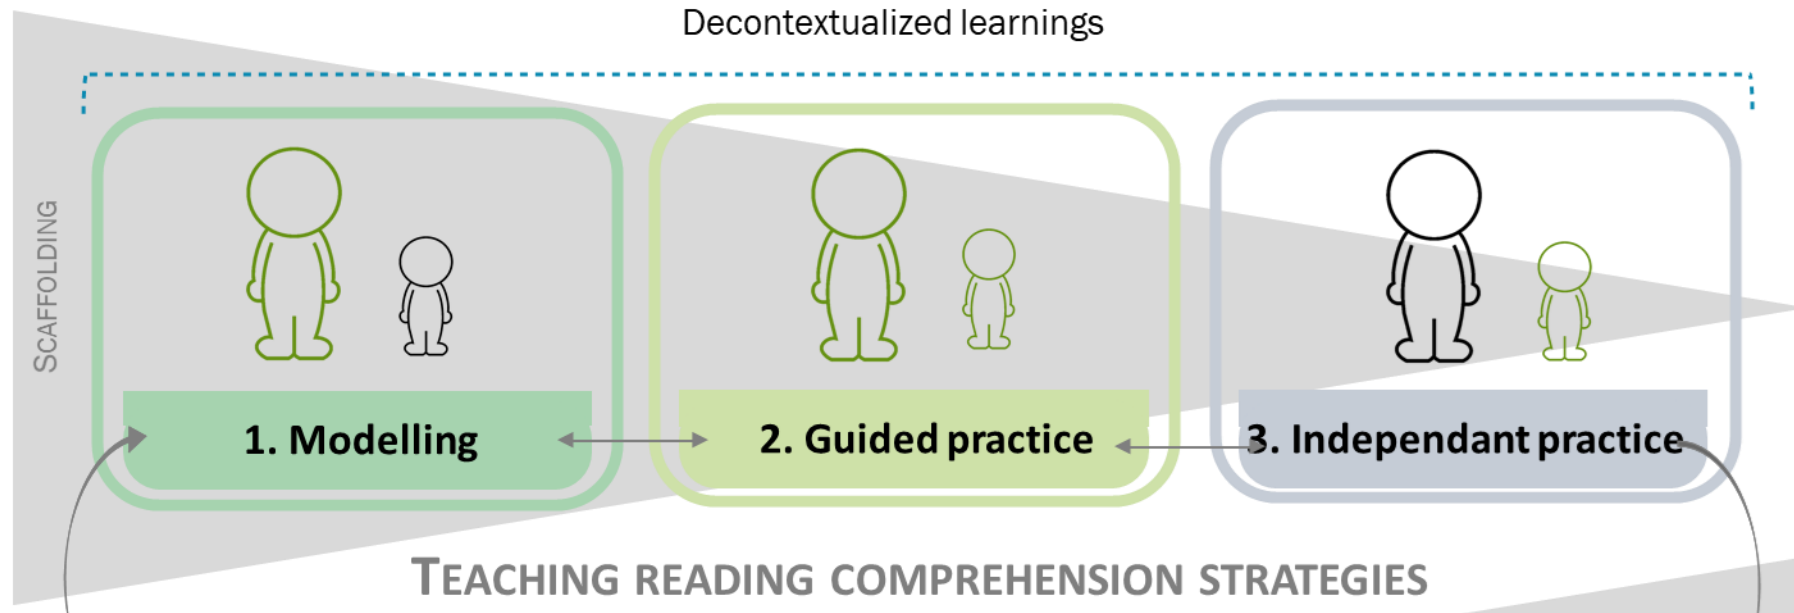 Decontextualized learnings
SCAFFOLDING
1. Modelling
2. Guided practice
3. Independant practice
TEACHING READING COMPREHENSION STRATEGIES